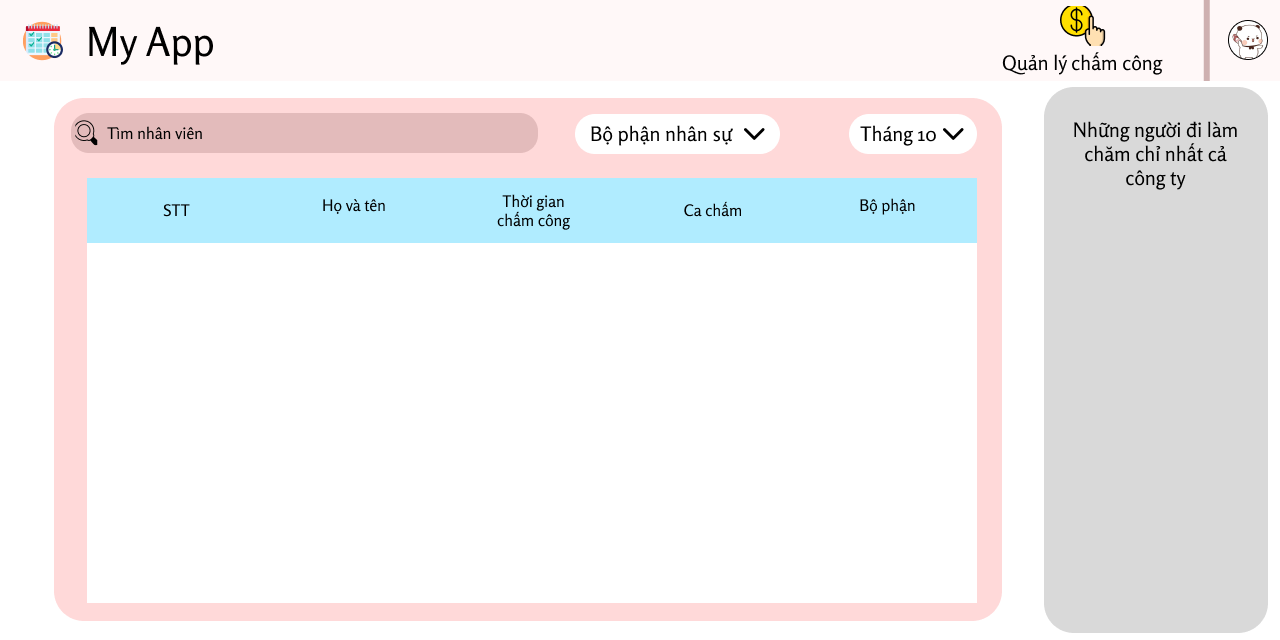 My App
$
Quản lý chấm công
Tìm nhân viên
Bộ phận nhân sự
Tháng 10
STT
Họ và tên
Thời gian
chấm công
Ca chấm
Bộ phận
Những người đi làm
chăm chỉ nhất cả
công ty